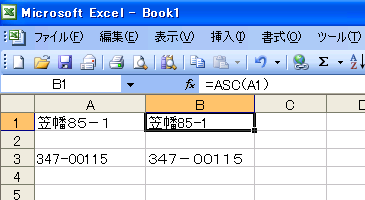 Microsoft Excel - Book1
ファイル(F) 編集(E) 表示(V) 挿入(I) 書式(O) ツール(T)
Σ
B1 fx =ASC(A1)
A B C
1 笠幡８５－１ 笠幡85-1
2
3 347-00115 ３４７－００１１５
4
5